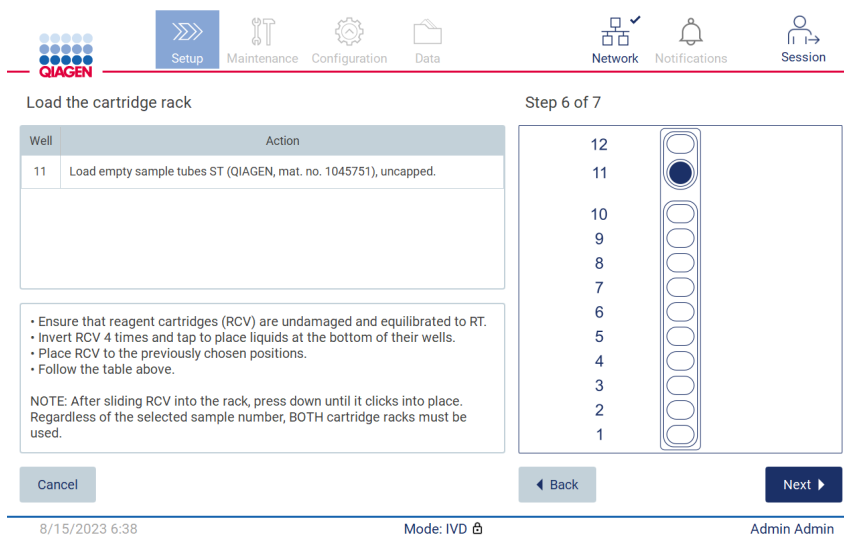 QIAGEN
Setup
Maintenance
Configuration
Data
Network
Notifications
Session
Load the cartridge rack
Step 6 of 7
Well Action
11 Load empty sample tubes ST (QIAGEN, mat. no. 1045751), uncapped.
• Ensure that reagent cartridges (RCV) are undamaged and equilibrated to RT.
• Invert RCV 4 times and tap to place liquids at the bottom of their wells.
• Place RCV to the previously chosen positions.
• Follow the table above.
NOTE: After sliding RCV into the rack, press down until it clicks into place.
Regardless of the selected sample number, BOTH cartridge racks must be
used.
12
11
10
9
8
7
6
5
4
3
2
1
Cancel
Back
Next
8/15/2023 6:38
Mode: IVD
Admin Admin